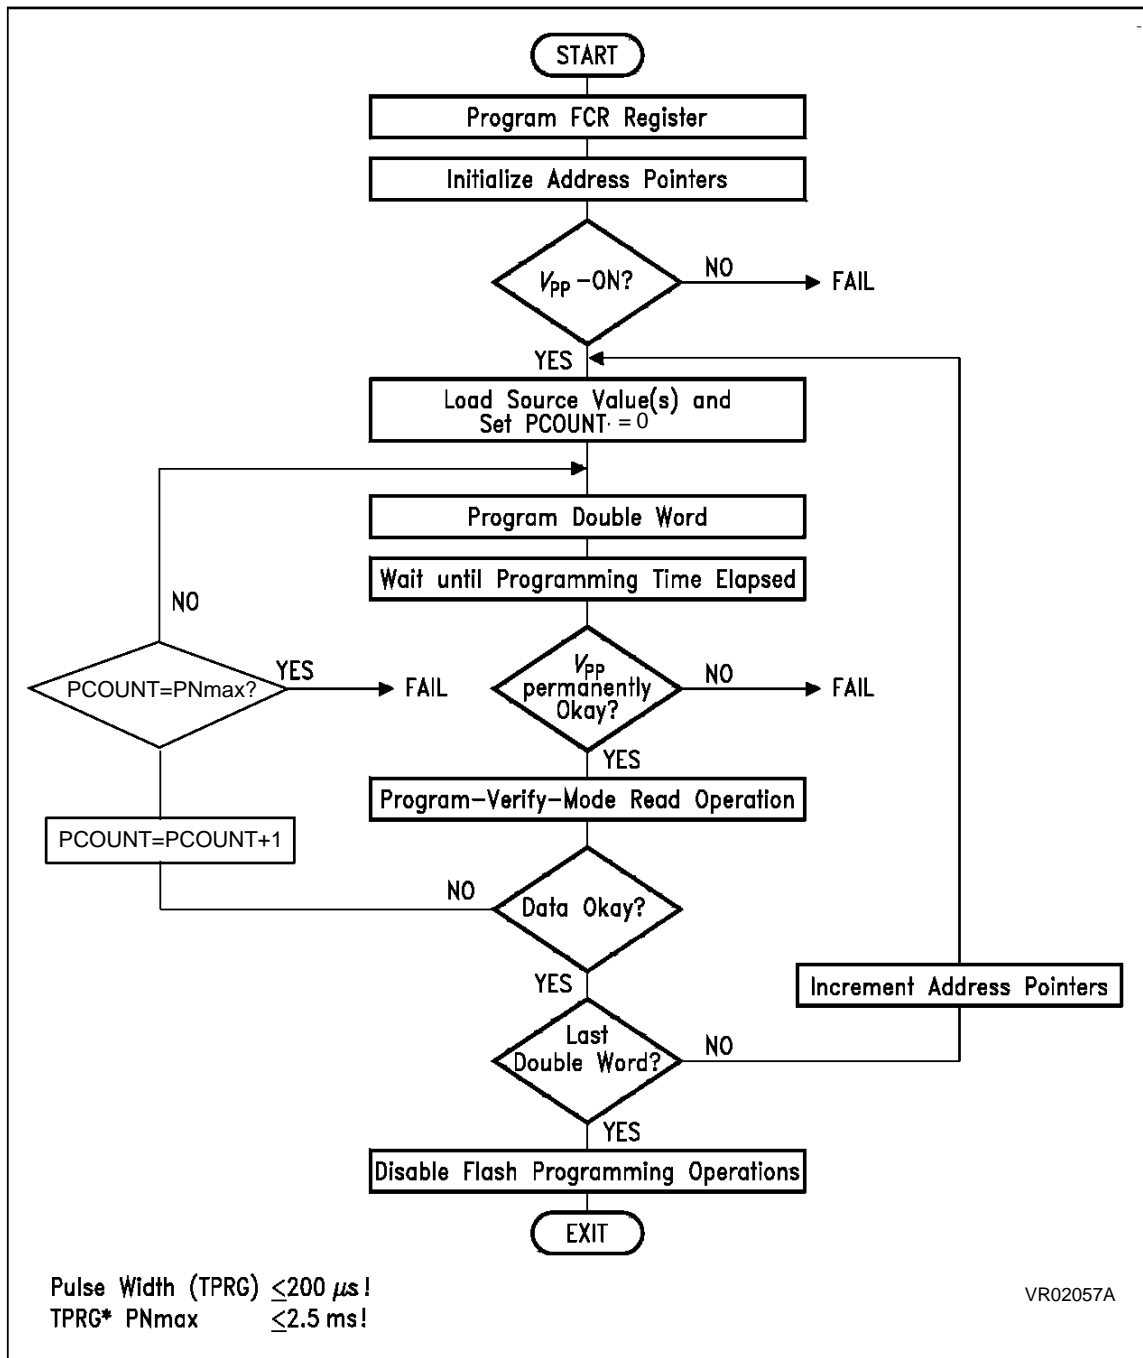 START
Program FCR Register
Initialize Address Pointers
VPP -ON?
NO
FAIL
YES
Load Source Value(s) and
Set PCOUNT = 0
Program Double Word
Wait until Programming Time Elapsed
NO
PCOUNT=PNmax?
YES
FAIL
VPP
permanently
Okay?
NO
FAIL
YES
Program-Verify-Mode Read Operation
PCOUNT=PCOUNT+1
NO
Data Okay?
YES
Increment Address Pointers
Last
Double Word?
NO
YES
Disable Flash Programming Operations
EXIT
Pulse Width (TPRG) ≤200 μs!
TPRG* PNmax ≤2.5 ms!
VR02057A